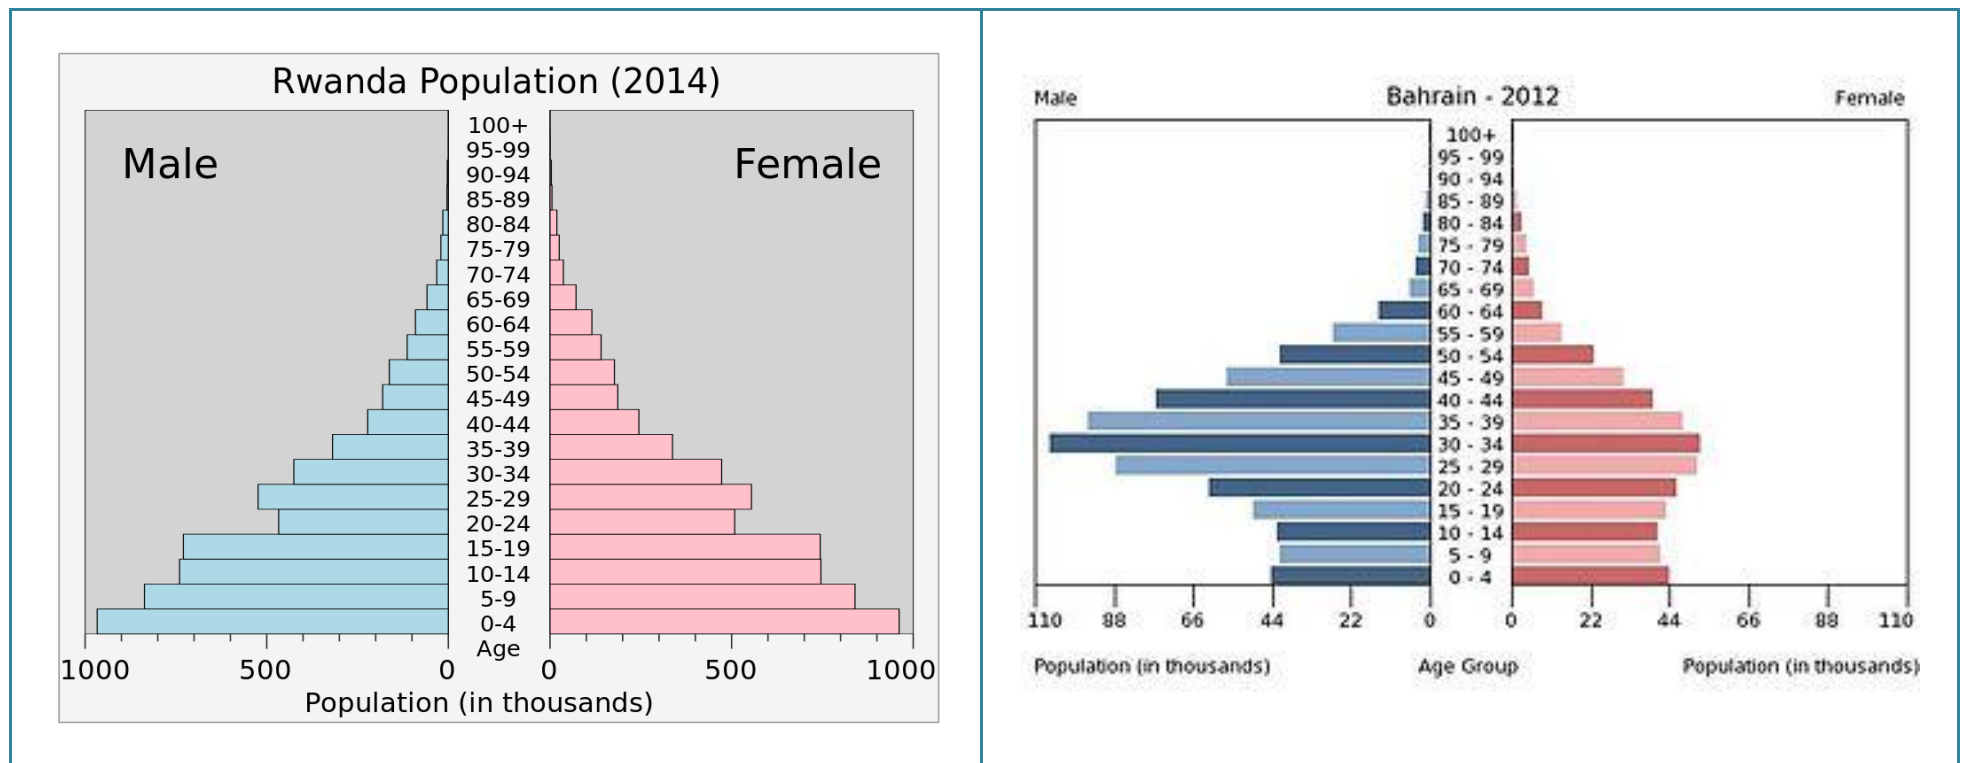 Rwanda Population (2014)
Male
Female
100+
95-99
90-94
85-89
80-84
75-79
70-74
65-69
60-64
55-59
50-54
45-49
40-44
35-39
30-34
25-29
20-24
15-19
10-14
5-9
0-4
Age
1000 500 0 0 500 1000
Population (in thousands)
Male Bahrain - 2012 Female
100+
95 - 99
90 - 94
85 - 89
80 - 84
75 - 79
70 - 74
65 - 69
60 - 64
55 - 59
50 - 54
45 - 49
40 - 44
35 - 39
30 - 34
25 - 29
20 - 24
15 - 19
10 - 14
5 - 9
0 - 4
110 88 66 44 22 0 0 22 44 66 88 110
Population (in thousands) Age Group Population (in thousands)